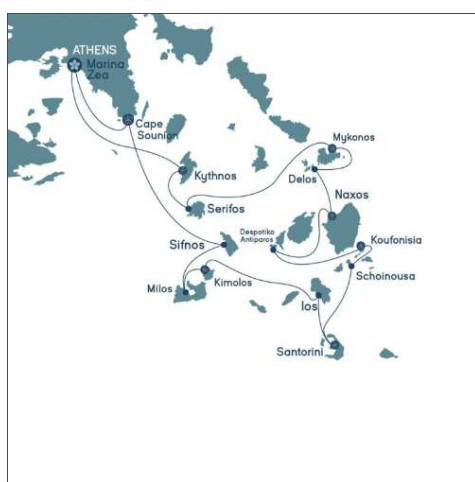 ATHENS
Marina
Zea
Cape
Sounion
Mykonos
Kythnos
Delos
Naxos
Serifos
Despotiko
Antiparos
Koufonisia
Sifnos
Schoinousa
Kimolos
Milos
Ios
Santorini